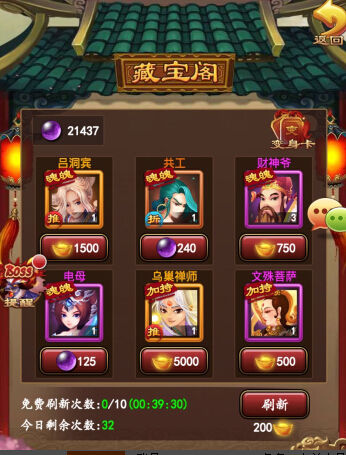 返回
藏宝阁
21437
变
变身卡
吕洞宾
共工
财神爷
魂魄
推
1
魂魄
拆
1
魂魄
3
1500
240
750
Boss
提醒
电母
乌巢禅师
文殊菩萨
魂魄
1
加持
推
1
加持
1
125
5000
500
免费刷新次数:0/10(00:39:30)
刷新
今日剩余次数:32
200